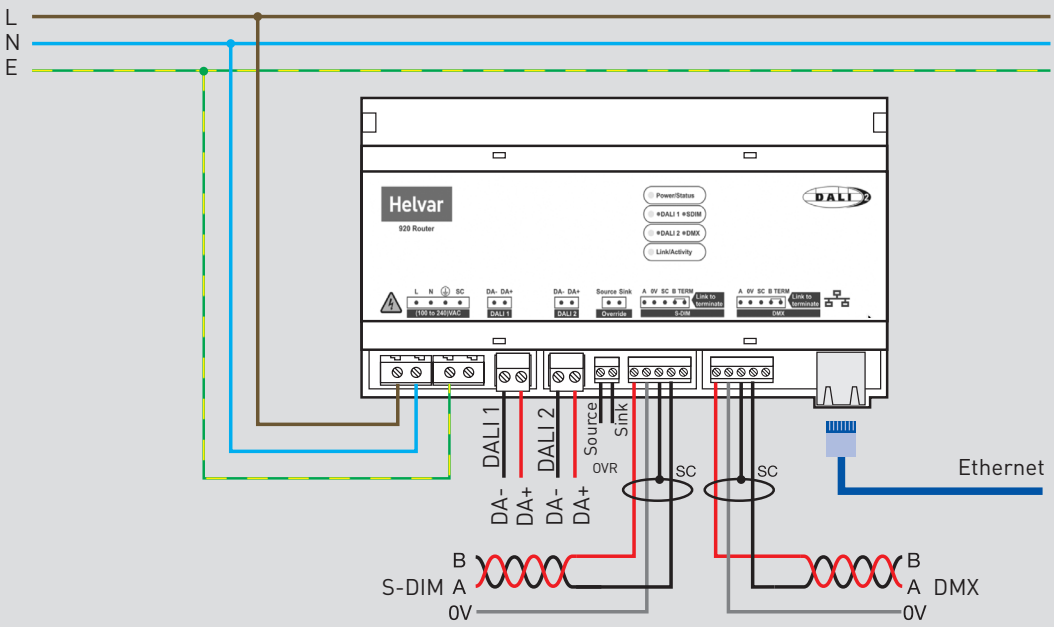 L
N
E
Helvar
920 Router
Power/Status
DALI 1 SDIM
DALI 2 DMX
Link/Activity
DALI 2
L N SC
(100 to 240)VAC
DA- DA+
DALI 1
DA- DA+
DALI 2
Source Sink
Override
A 0V SC B TERM
Link to
terminate
S-DIM
A 0V SC B TERM
Link to
terminate
DMX
DALI 1
DALI 2
Source
Sink
OVR
DA-
DA+
DA-
DA+
SC
SC
Ethernet
B
S-DIM A
0V
B
A DMX
0V